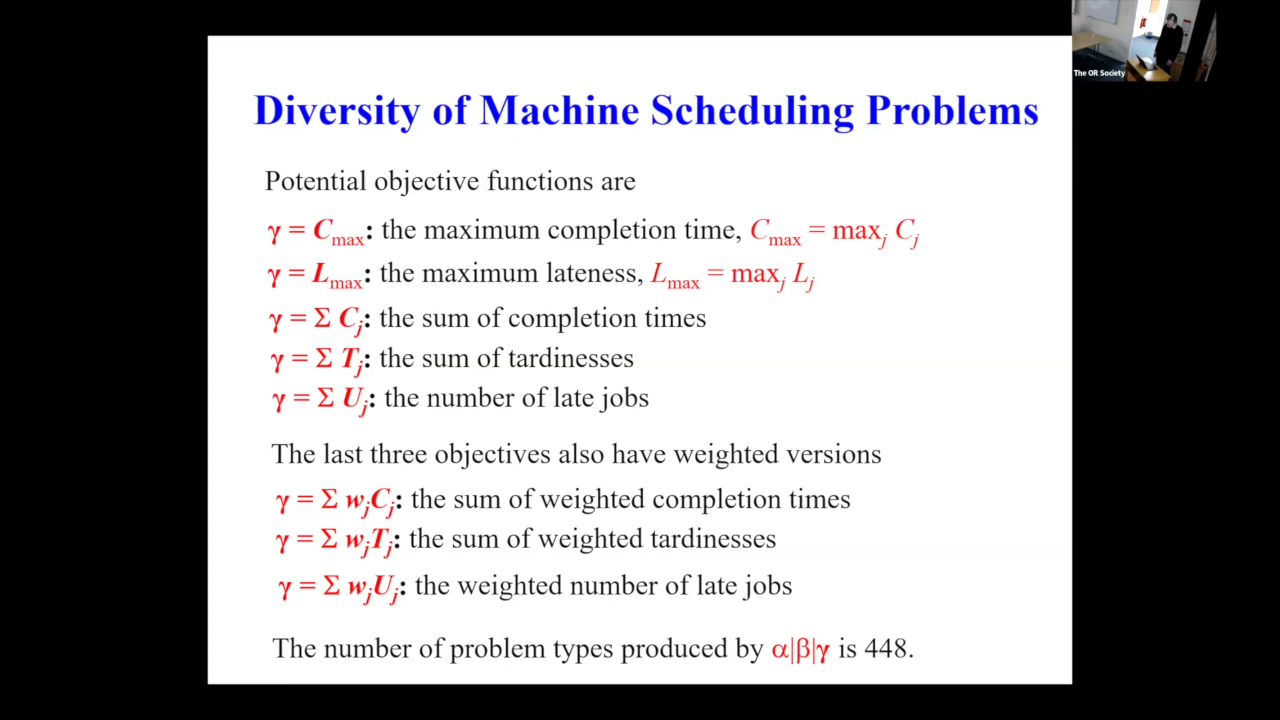 The OR Society
Diversity of Machine Scheduling Problems
Potential objective functions are
γ = Cmax: the maximum completion time, Cmax = maxj Cj
γ = Lmax: the maximum lateness, Lmax = maxj Lj
γ = Σ Cj: the sum of completion times
γ = Σ Tj: the sum of tardinesses
γ = Σ Uj: the number of late jobs
The last three objectives also have weighted versions
γ = Σ wjCj: the sum of weighted completion times
γ = Σ wjTj: the sum of weighted tardinesses
γ = Σ wjUj: the weighted number of late jobs
The number of problem types produced by α|β|γ is 448.